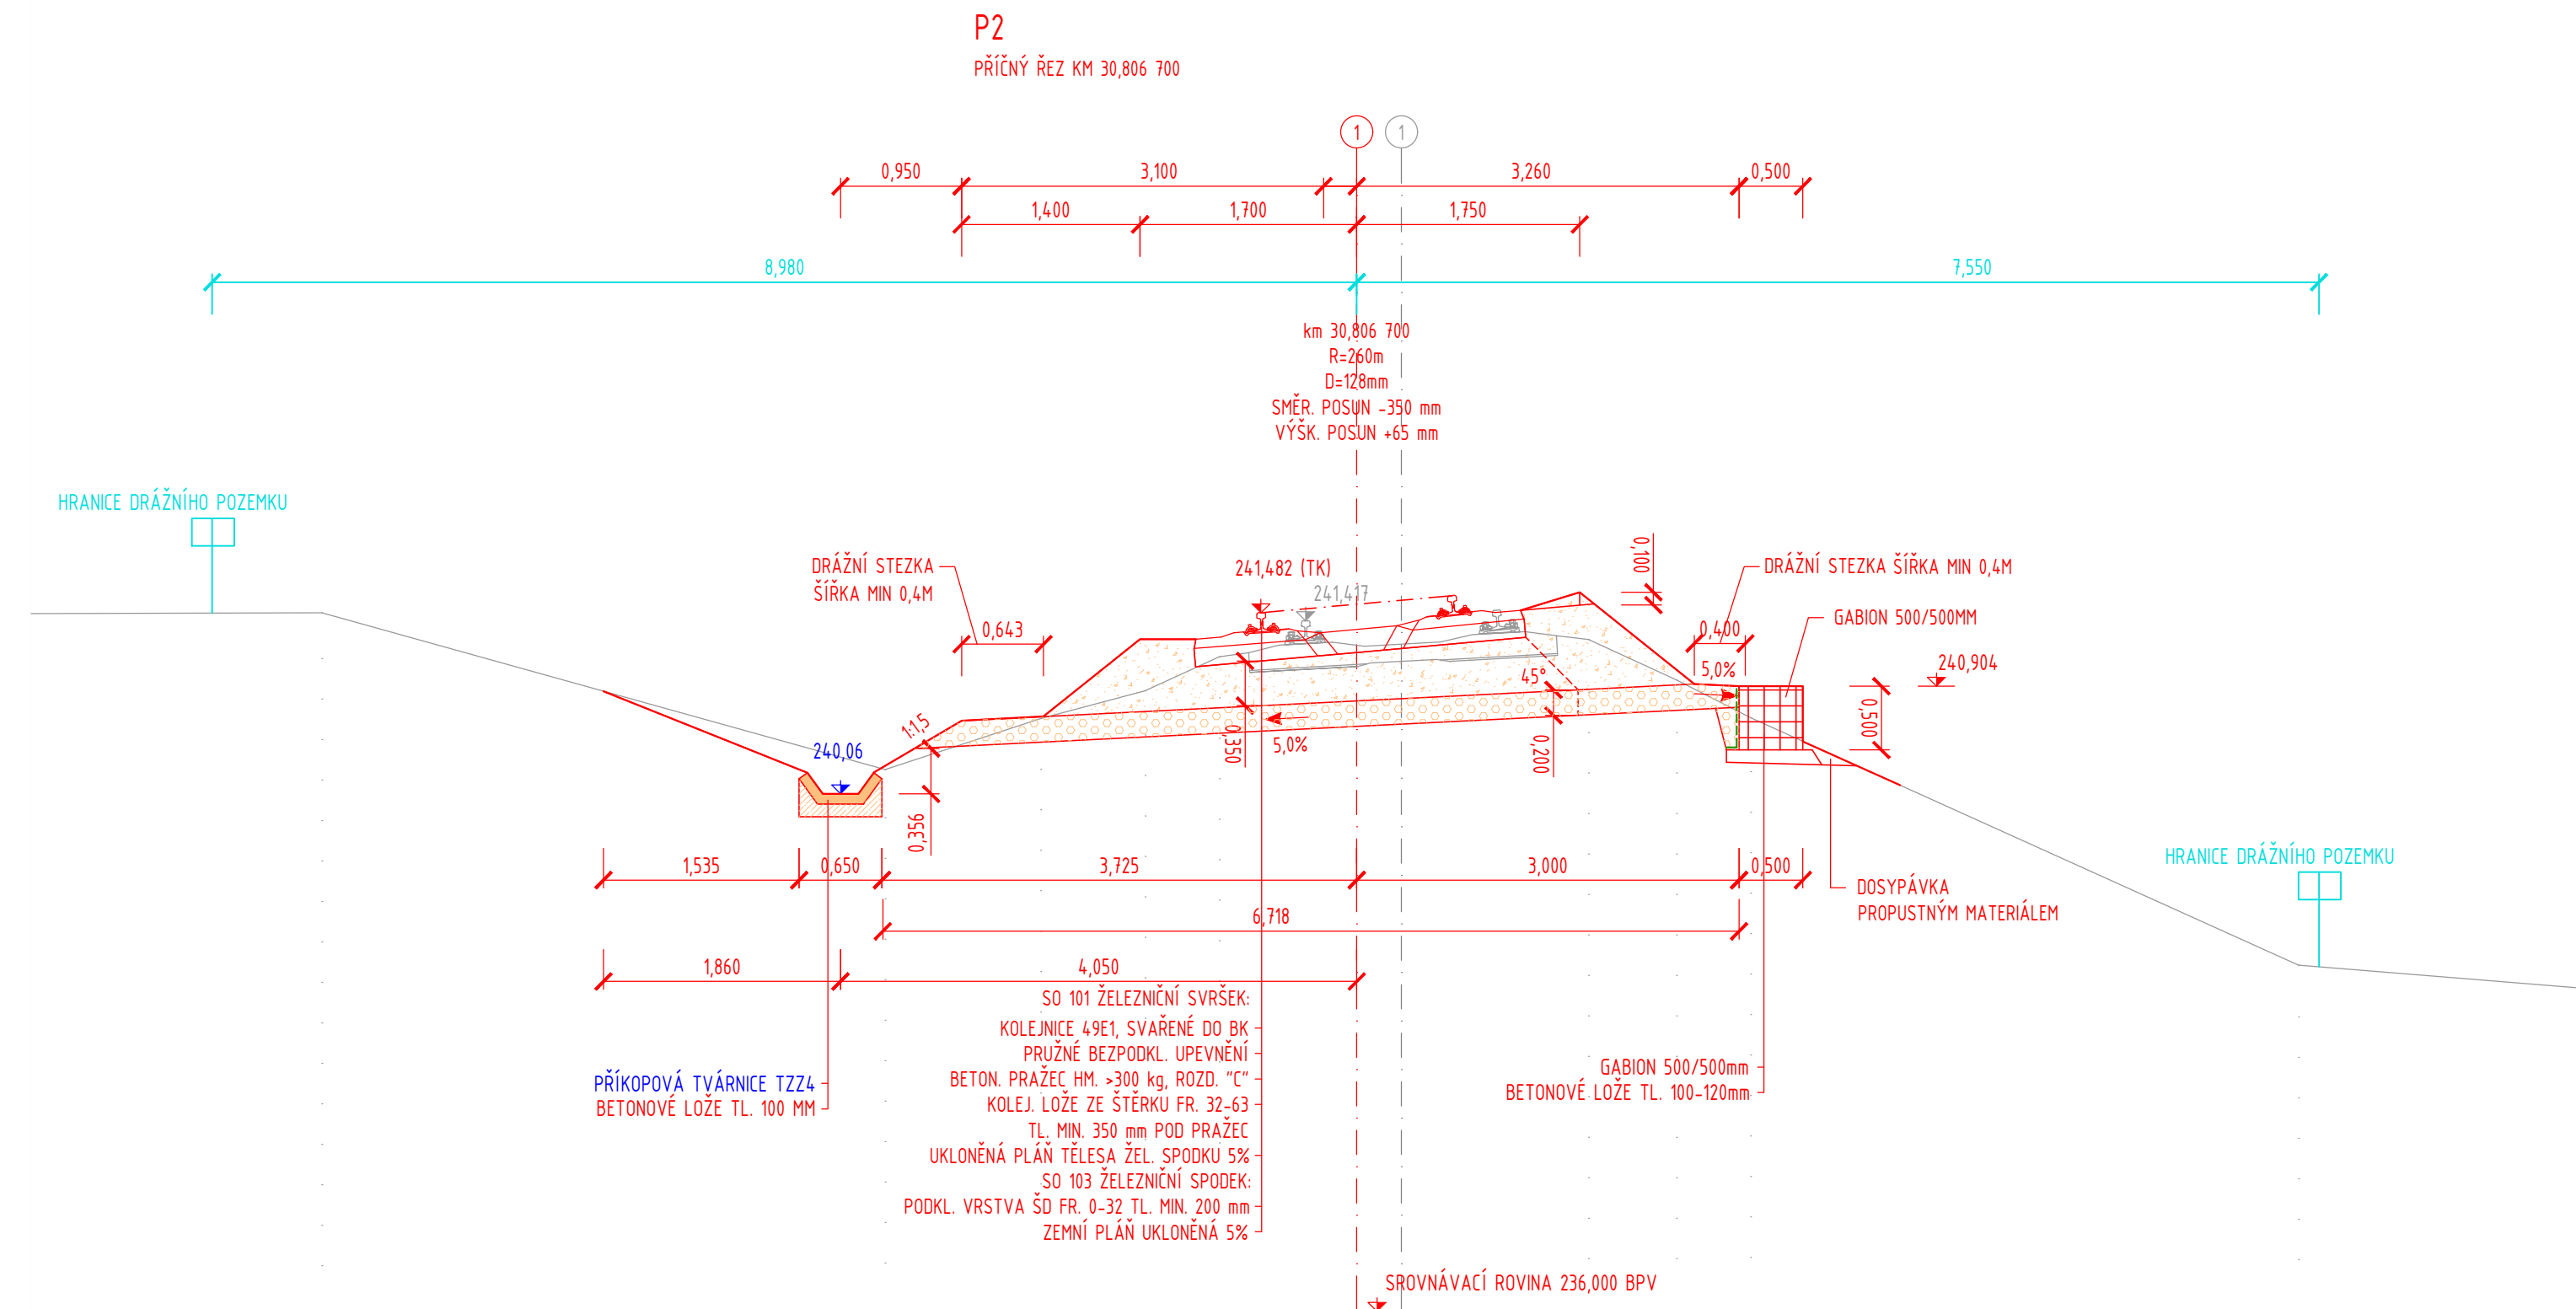 P2
PŘÍČNÝ ŘEZ KM 30,806 700
1
1
0,950
3,100
3,260
0,500
1,400
1,700
1,750
8,980
7,550
km 30,806 700
R=260m
D=128mm
SMĚR. POSUN -350 mm
VÝŠK. POSUN +65 mm
HRANICE DRÁŽNÍHO POZEMKU
DRÁŽNÍ STEZKA
ŠÍŘKA MIN 0,4M
241,482 (TK)
241,417
0,100
DRÁŽNÍ STEZKA ŠÍŘKA MIN 0,4M
GABION 500/500MM
0,643
0,400
5,0%
240,904
45°
1:1,5
240,06
0,350
5,0%
0,200
0,500
0,356
1,535
0,650
3,725
3,000
0,500
HRANICE DRÁŽNÍHO POZEMKU
DOSYPÁVKA
PROPUSTNÝM MATERIÁLEM
6,718
1,860
4,050
SO 101 ŽELEZNIČNÍ SVRŠEK:
KOLEJNICE 49E1, SVAŘENÉ DO BK
PRUŽNÉ BEZPODKL. UPEVNĚNÍ
BETON. PRAŽEC HM. >300 kg, ROZD. "C"
KOLEJ. LOŽE ZE ŠTĚRKU FR. 32-63
TL. MIN. 350 mm POD PRAŽEC
UKLONĚNÁ PLÁŇ TĚLESA ŽEL. SPODKU 5%
SO 103 ŽELEZNIČNÍ SPODEK:
PODKL. VRSTVA ŠD FR. 0-32 TL. MIN. 200 mm
ZEMNÍ PLÁŇ UKLONĚNÁ 5%
PŘÍKOPOVÁ TVÁRNICE TZZ4
BETONOVÉ LOŽE TL. 100 MM
GABION 500/500mm
BETONOVÉ LOŽE TL. 100-120mm
SROVNÁVACÍ ROVINA 236,000 BPV